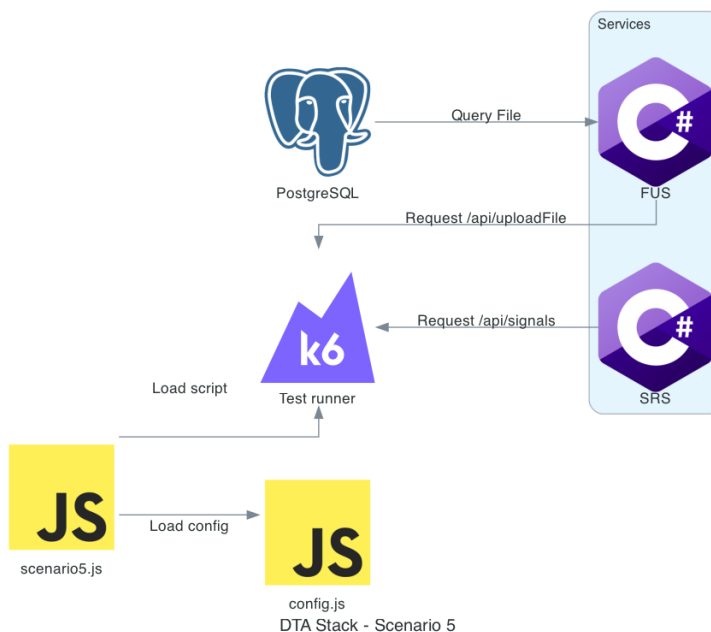 Services
C#
Query File
PostgreSQL
FUS
Request /api/uploadFile
C#
Request /api/signals
k6
SRS
Load script
Test runner
JS
Load config
JS
scenario5.js
config.js
DTA Stack - Scenario 5